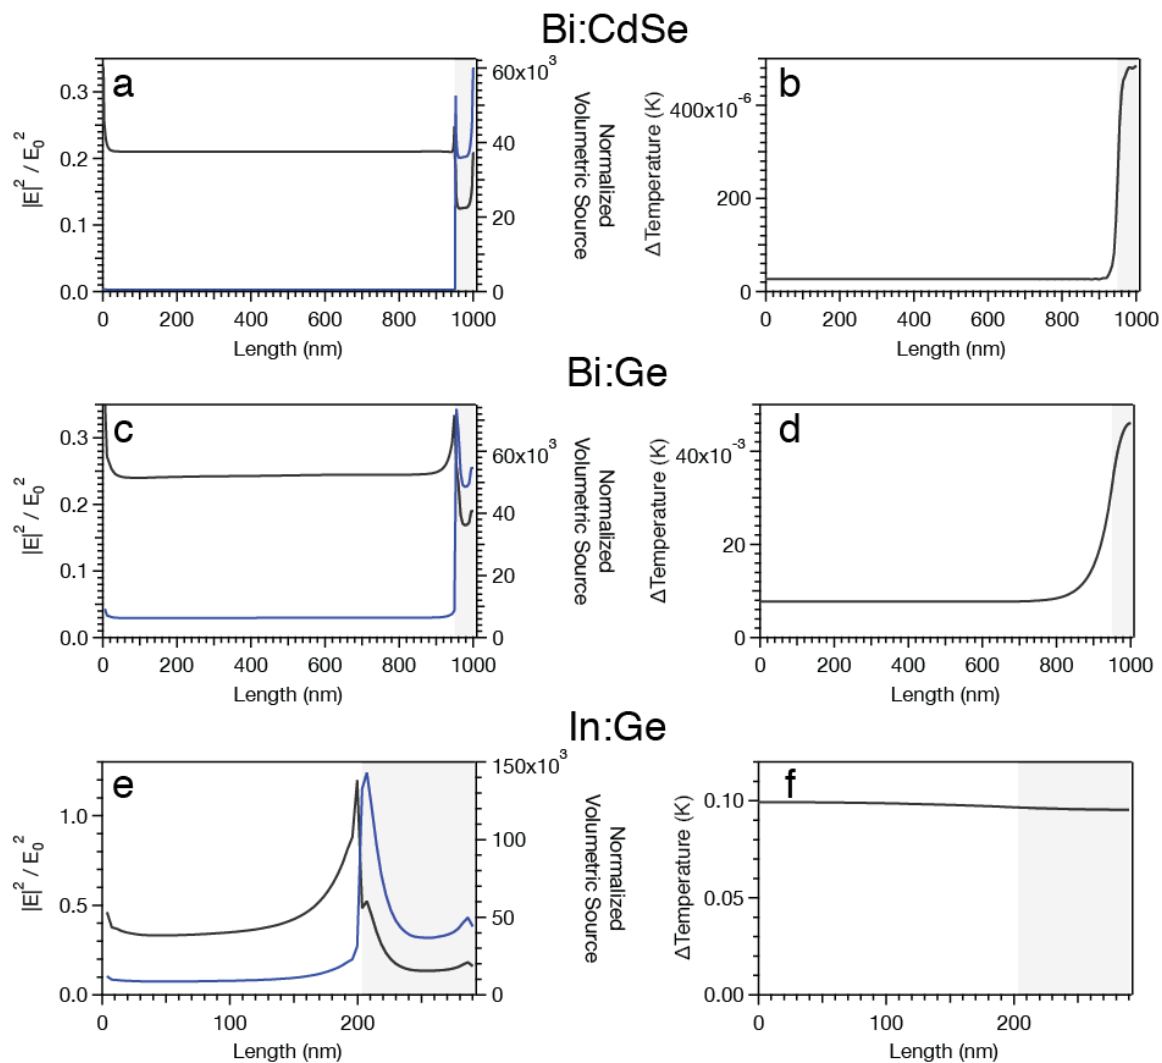 Bi:CdSe
a
|E|² / E₀²
0.3
0.2
0.1
0.0
60x10³
40
20
0
Normalized
Volumetric Source
0 200 400 600 800 1000
Length (nm)
b
ΔTemperature (K)
400x10⁻⁶
200
0
0 200 400 600 800 1000
Length (nm)
Bi:Ge
c
|E|² / E₀²
0.3
0.2
0.1
0.0
60x10³
40
20
0
Normalized
Volumetric Source
0 200 400 600 800 1000
Length (nm)
d
ΔTemperature (K)
40x10⁻³
20
0
0 200 400 600 800 1000
Length (nm)
In:Ge
e
|E|² / E₀²
1.0
0.5
0.0
150x10³
100
50
0
Normalized
Volumetric Source
0 100 200
Length (nm)
f
ΔTemperature (K)
0.10
0.05
0.00
0 100 200
Length (nm)